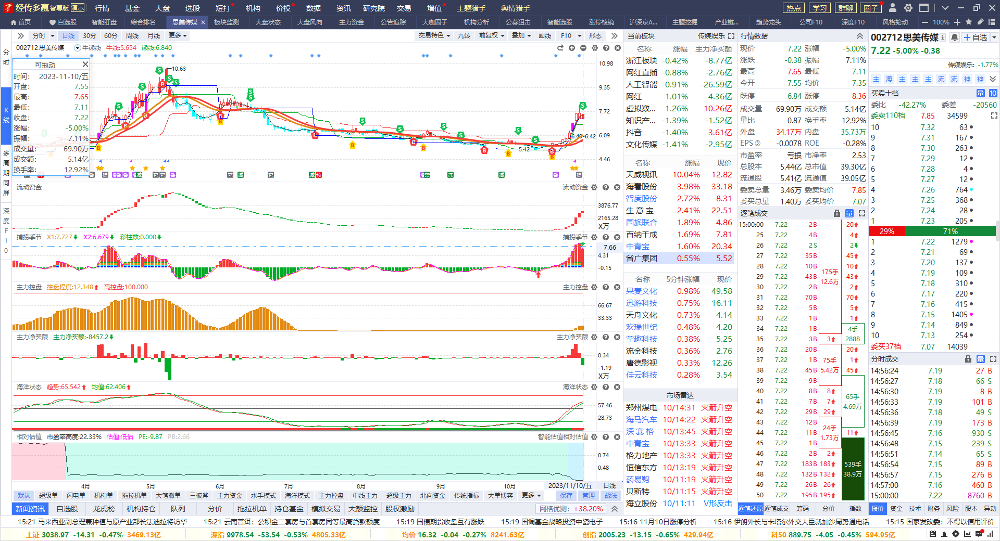 经传多赢 智尊版 演示 行情 基金 大盘 选股 短打 机构 价投 数据 资讯 研究院 交易 增值 主题猎手 舆情猎手 热点 学习 群聊 圈子
首页 自选股 智能盯盘 综合排名 思美传媒 板块监测 大盘状态 大盘风向 主力资金 公告追踪 大咖圈子 机构分析 公募狙击 智能选股 涨停棱镜 沪深京A... 主题挖掘 产业链... 趋势龙头 公司F10 深度F10 风格轮动 100%
分时 日线 30分 60分 周线 月线 更多 交易特色 九转 前复权 叠加 画线 F10 形态
分时
K线
多周期同屏
深度F10
002712 思美传媒 牛熊线 牛线:5.654 熊线:6.840
可拖动
时间: 2023-11-10/五
开盘: 7.55
最高: 7.65
最低: 7.11
收盘: 7.22
涨幅: -5.00%
振幅: 7.11%
成交量: 69.90万
成交额: 5.14亿
换手率: 12.92%
10.63
5.12
6.42
10.98
9.35
7.72
6.09
4.46
流动资金 流动资金
3876.77
2165.28
X万
捕捞季节 X1:7.727 X2:6.679 彩柱数:0.000 捕捞季节
7.66
4.31
-0.15
主力控盘 控盘程度:12.348 高控盘:100.000 主力控盘
66.67
33.33
主力净买额 主力净买额:-8457.2 主力净买额
0.34
-1.19
X万
海洋状态 趋势:65.542 均值:62.406 海洋状态
57.46
28.73
相对估值 市盈率高度:22.33% 估值:低估 PE:-9.87 PB:2.66 智能估值相对估值
0.74
0.48
4月 5月 6月 7月 8月 9月 10月 2023/11/10/五 日线
默认 超级单 闪电单 机构单 拖拉机单 大笔撤单 三板斧 主力资金 水手模式 海洋模式 主力控盘 中线主力 超级主力 北向资金 传统指标 大单博弈 更多 保存 管理 战法
新闻资讯 自选股 龙虎榜 机构持仓 队列 分价 拖拉机单 持仓基金 模拟交易 大额监控 股权激励 网格优测: +38.20%
当前板块 传媒娱乐
名称 涨幅 主力净买额
浙江板块 -0.42% -8.77亿
网红直播 -0.88% -2.76亿
人工智能 -0.91% -26.59亿
网红 -1.01% -4.36亿
虚拟数... -1.26% 10.26亿
知识产... -1.39% -1.52亿
抖音 -1.40% 3.61亿
文化传媒 -1.41% -2.95亿
名称 涨幅 现价
天威视讯 10.04% 12.82
海看股份 3.98% 33.18
智度股份 2.72% 8.31
生 意 宝 2.41% 22.51
国旅联合 1.89% 4.86
百纳千成 1.69% 7.81
中青宝 1.60% 20.34
省广集团 0.55% 5.52
名称 5分钟涨幅 现价
果麦文化 0.98% 49.58
迅游科技 0.75% 16.11
天舟文化 0.73% 4.14
欢瑞世纪 0.48% 4.20
掌趣科技 0.38% 5.25
流金科技 0.36% 2.76
唐德影视 0.33% 12.26
佳云科技 0.28% 3.54
市场雷达
郑州煤电 10/14:31 火箭升空
海马汽车 10/14:22 火箭升空
深 赛 格 10/13:45 火箭升空
中青宝 10/13:33 火箭升空
格力地产 10/13:33 火箭升空
恒信东方 10/13:19 火箭升空
药易购 10/11:19 火箭升空
贝斯特 10/11:15 火箭升空
海立股份 10/11:11 V形反击
行情数据
现价 7.22 涨幅 -5.00%
涨跌 -0.38 振幅 7.11%
最高 7.65 最低 7.11
今开 7.55 均价 7.35
跌停 6.84 涨停 8.36
成交量 69.90万 成交额 5.14亿
量比 0.87 换手率 12.92%
外盘 34.17万 内盘 35.73万
EPS③ -0.0078 ROE -0.28%
市盈率 亏损 市净率 2.53
总股本 5.44亿 总市值 39.30亿
流通股 5.41亿 流通值 39.05亿
委卖总量 3.46万 委卖均价 7.85
委买总量 1.40万 委买均价 7.07
逐笔成交 量
15:00:00 7.22 2B 20
25 7.22 4B 4
26 7.22 2S 2
27 7.22 35B 45
28 7.22 10B 10
29 7.22 43B 43
30 7.22 2B 2
31 7.22 70B 70
32 7.22 5B 5
33 7.22 1B 1
34 7.22 1B
35 7.22 3B 3
36 7.22 20B 20
37 7.22 1B 1
38 7.22 45B 45
39 7.22 9B
40 7.22 8B 8
41 7.22 7B 7
42 7.22 29B 29
43 7.22 12B
44 7.22 11B 11
45 7.22 1B
46 7.22 2B 2
47 7.22 183B 183
48 7.22 132B 132
49 7.22 26B 26
50 7.22 195B 195
175手
12.6万
4手
2888
75手
5.42万
65手
4.69万
24手
1.73万
539手
38.9万
逐笔还原 逐笔成交 筹码 分价 指数
002712 思美传媒 自选
7.22 -5.00% -0.38
传媒娱乐: -1.77%
主 海 主 主 主 流 流 神 神
买卖十档 量 10
委比 -42.27% 委差 -20560
委卖110档 7.85 34599
10 7.32 63
9 7.31 167
8 7.30 263
7 7.29 12
6 7.28 4
5 7.27 12
4 7.26 764
3 7.25 368
2 7.24 28
1 7.23 205
29% 71%
1 7.22 1279
2 7.21 69
3 7.20 137
4 7.19 109
5 7.18 310
6 7.17 220
7 7.16 415
8 7.15 1405
9 7.14 849
10 7.13 254
委买37档 7.07 14039
分时成交 量
14:56:24 7.19 27 B
14:56:27 7.18 66 S
14:56:30 7.19 8 B
14:56:33 7.19 101 B
14:56:36 7.18 49 S
14:56:39 7.19 173 B
14:56:45 7.16 930 S
14:56:48 7.15 239 S
14:56:51 7.14 65 S
14:56:54 7.15 89 B
14:56:57 7.15 276 B
14:57:00 7.16 460 B
15:00:00 7.22 8760 B
报价 资金 技术 财务 风险 股本 异动
15:21 马来西亚副总理兼种植与原产业部长法迪拉将访华 15:21 云南普洱：公积金二套房与首套房同等最高贷款额度 15:19 国债期货收盘互有涨跌 15:19 国调基金战略投资中瓷电子 15:16 11月10日涨停分析 15:16 伊朗外长与卡塔尔外交大臣就加沙局势通电话 15:15 国家发改委：不得以信用评价
上证 3038.97 -14.31 -0.47% 3469.13亿 深指 9978.54 -53.54 -0.53% 4805.33亿 均价 16.32 -0.04 -0.27% 8241.63亿 创指 2005.23 -13.15 -0.65% 429.94亿 科50 889.75 -4.05 -0.45% 594.95亿